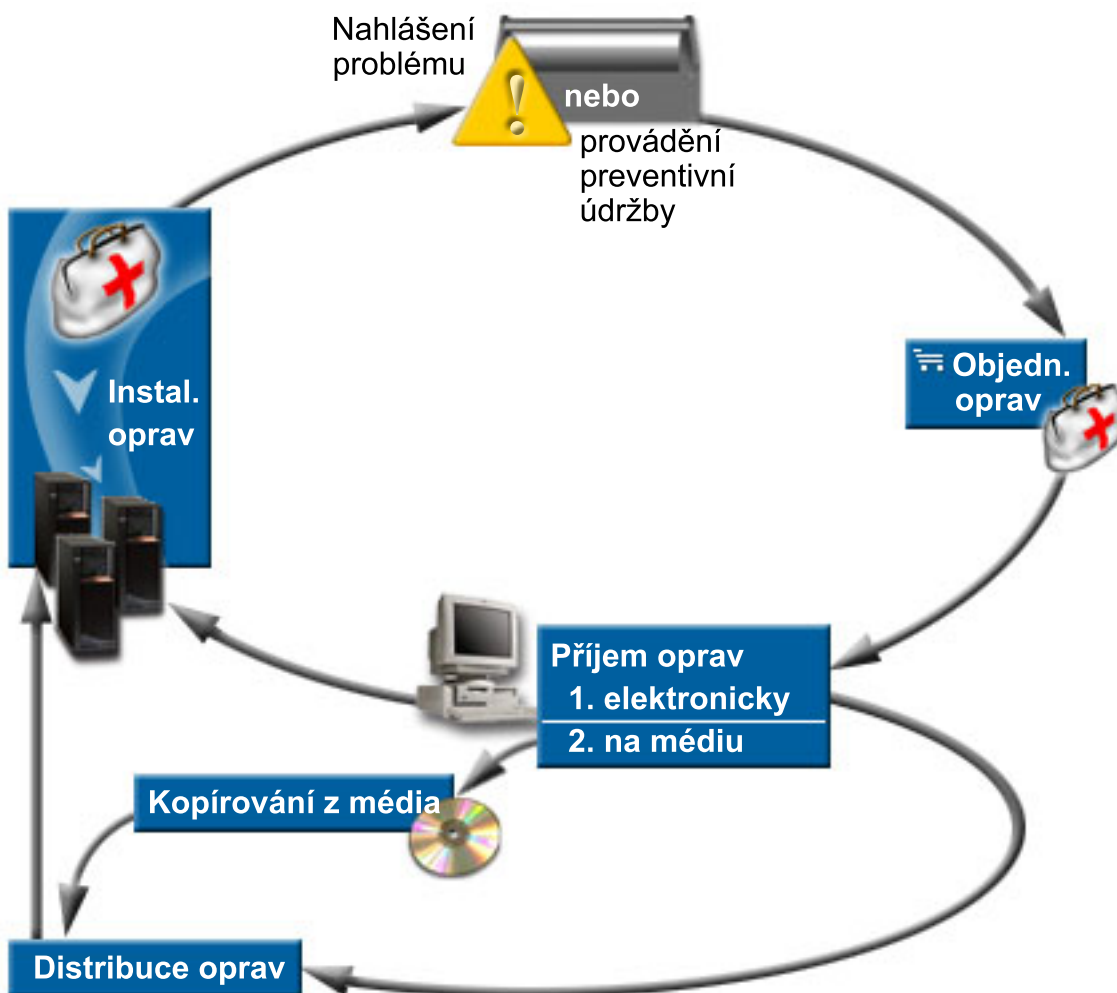 Nahlášení
problému
nebo
provádění
preventivní
údržby
Objedn.
oprav
Instal.
oprav
Příjem oprav
1. elektronicky
2. na médiu
Kopírování z média
Distribuce oprav